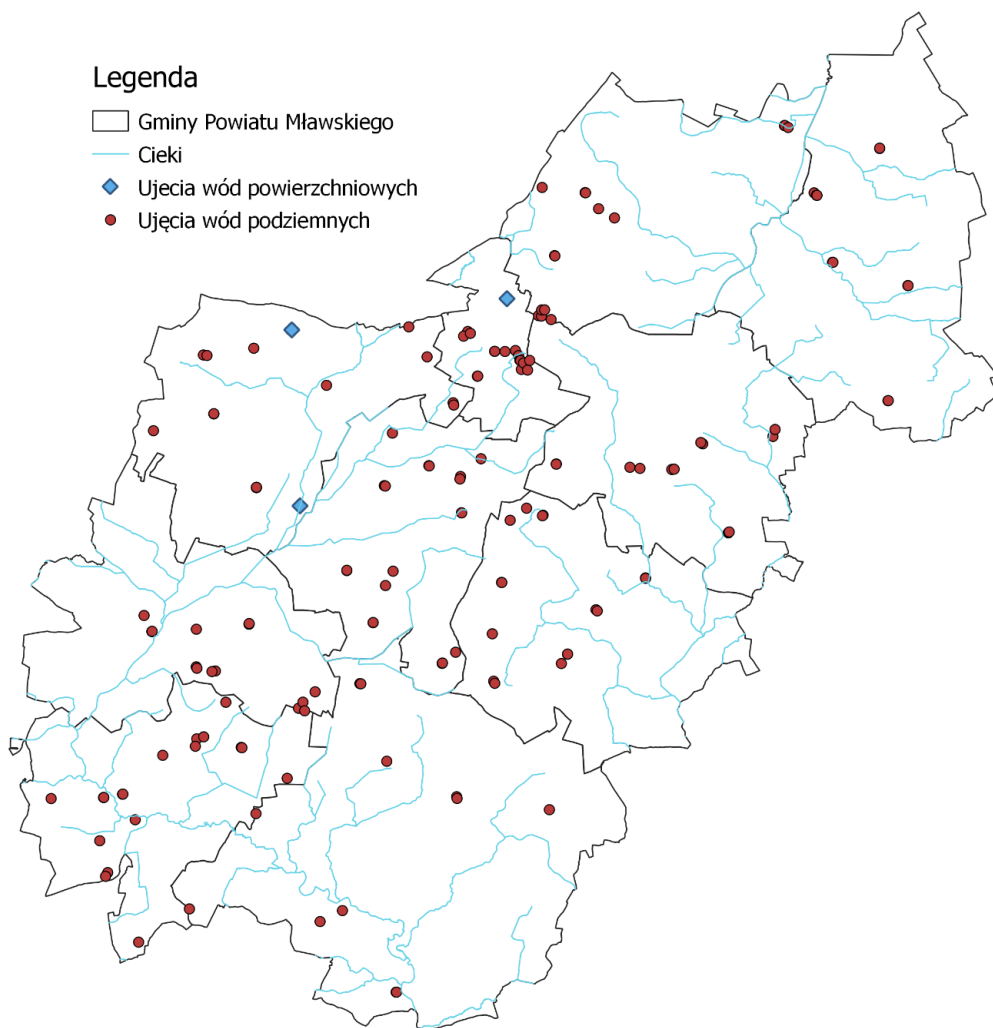 Legenda
Gminy Powiatu Mławskiego
Cieki
Ujecia wód powierzchniowych
Ujęcia wód podziemnych